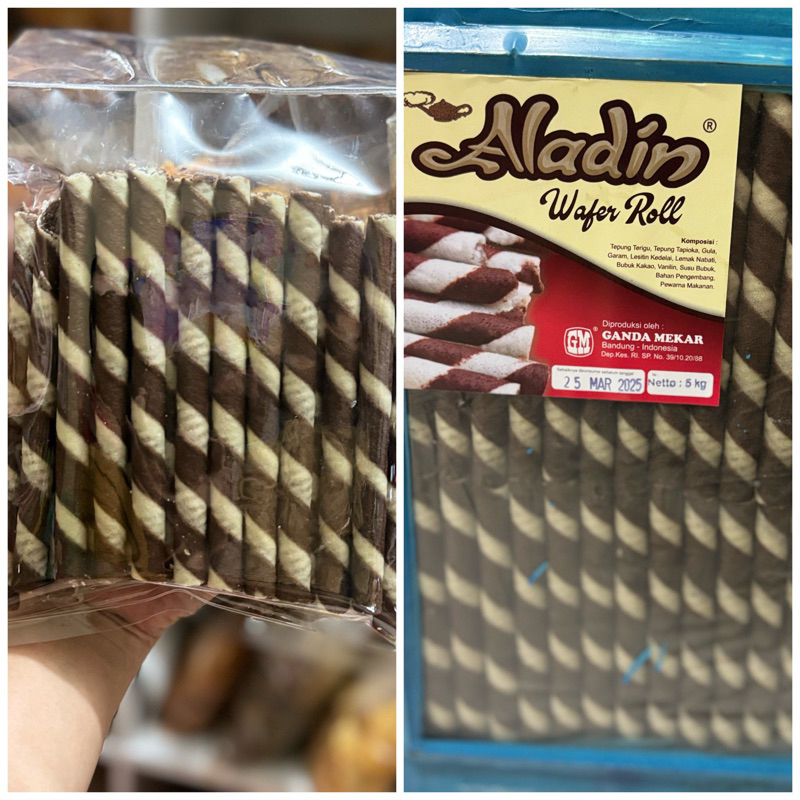 Aladin ®
Wafer Roll
Komposisi :
Tepung Terigu, Tepung Tapioka, Gula,
Garam, Lesitin Kedelai, Lemak Nabati,
Bubuk Kakao, Vanilin, Susu Bubuk,
Bahan Pengembang,
Pewarna Makanan.
Diproduksi oleh :
GM ® GANDA MEKAR
Bandung - Indonesia
Dep.Kes. RI. SP. No. 39/10.20/88
25 MAR 2025
Netto : 5 kg